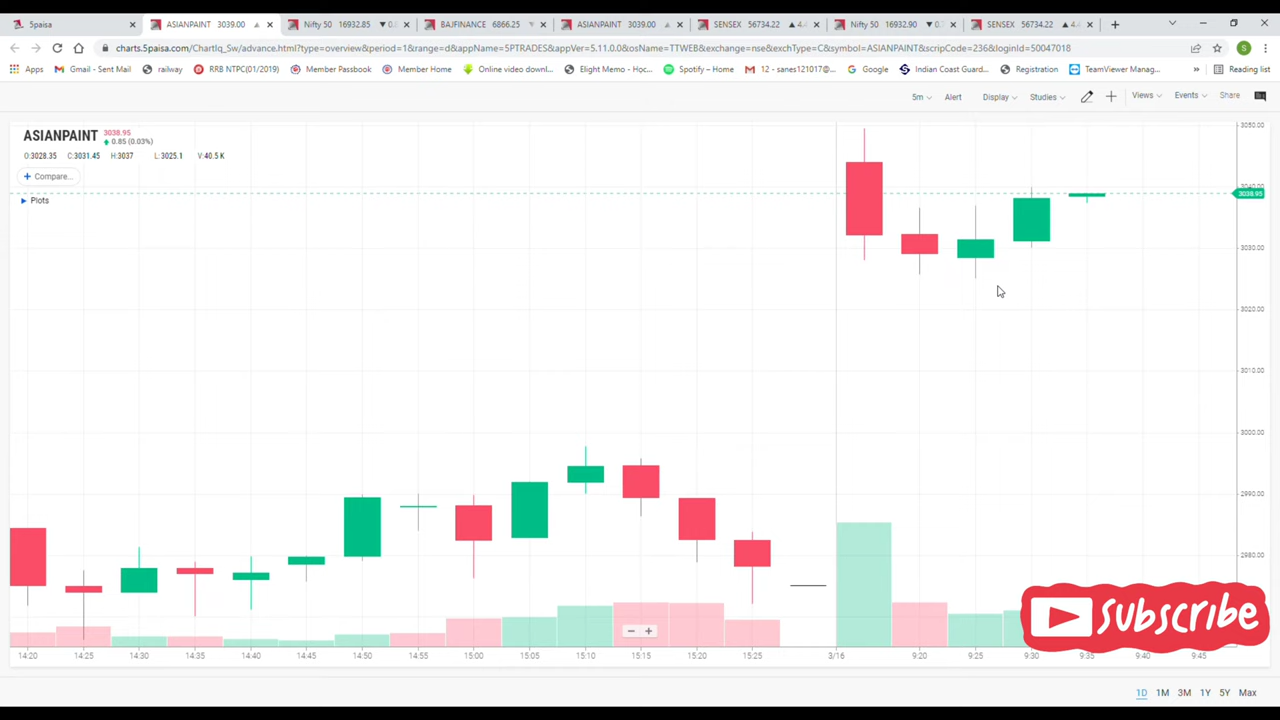 5paisa ASIANPAINT 3039.00 Nifty 50 16932.85 BAJFINANCE 6866.25 ASIANPAINT 3039.00 SENSEX 56734.22 Nifty 50 16932.90 SENSEX 56734.22
charts.5paisa.com/ChartIq_Sw/advance.html?type=overview&period=1&range=d&appName=5PTRADES&appVer=5.11.0.0&osName=TTWEB&exchange=nse&exchType=C&symbol=ASIANPAINT&scripCode=236&loginId=50047018
Apps Gmail - Sent Mail railway RRB NTPC(01/2019) Member Passbook Member Home Online video downl... Spotify – Home 12 - sanes121017@... Google Indian Coast Guard... Registration TeamViewer Manag... » Reading list
5m Alert Display Studies Views Events Share
ASIANPAINT 3038.95
0.85 (0.03%)
O:3028.35 C:3031.45 H:3037 L:3025.1 V:40.5 K
+ Compare...
Plots
3050.00
3040.00
3038.95
3030.00
3020.00
3010.00
3000.00
2990.00
2980.00
Subscribe
14:20 14:25 14:30 14:35 14:40 14:45 14:50 14:55 15:00 15:05 15:10 15:15 15:20 15:25 3/16 9:20 9:25 9:30 9:35 9:40 9:45
1D 1M 3M 1Y 5Y Max